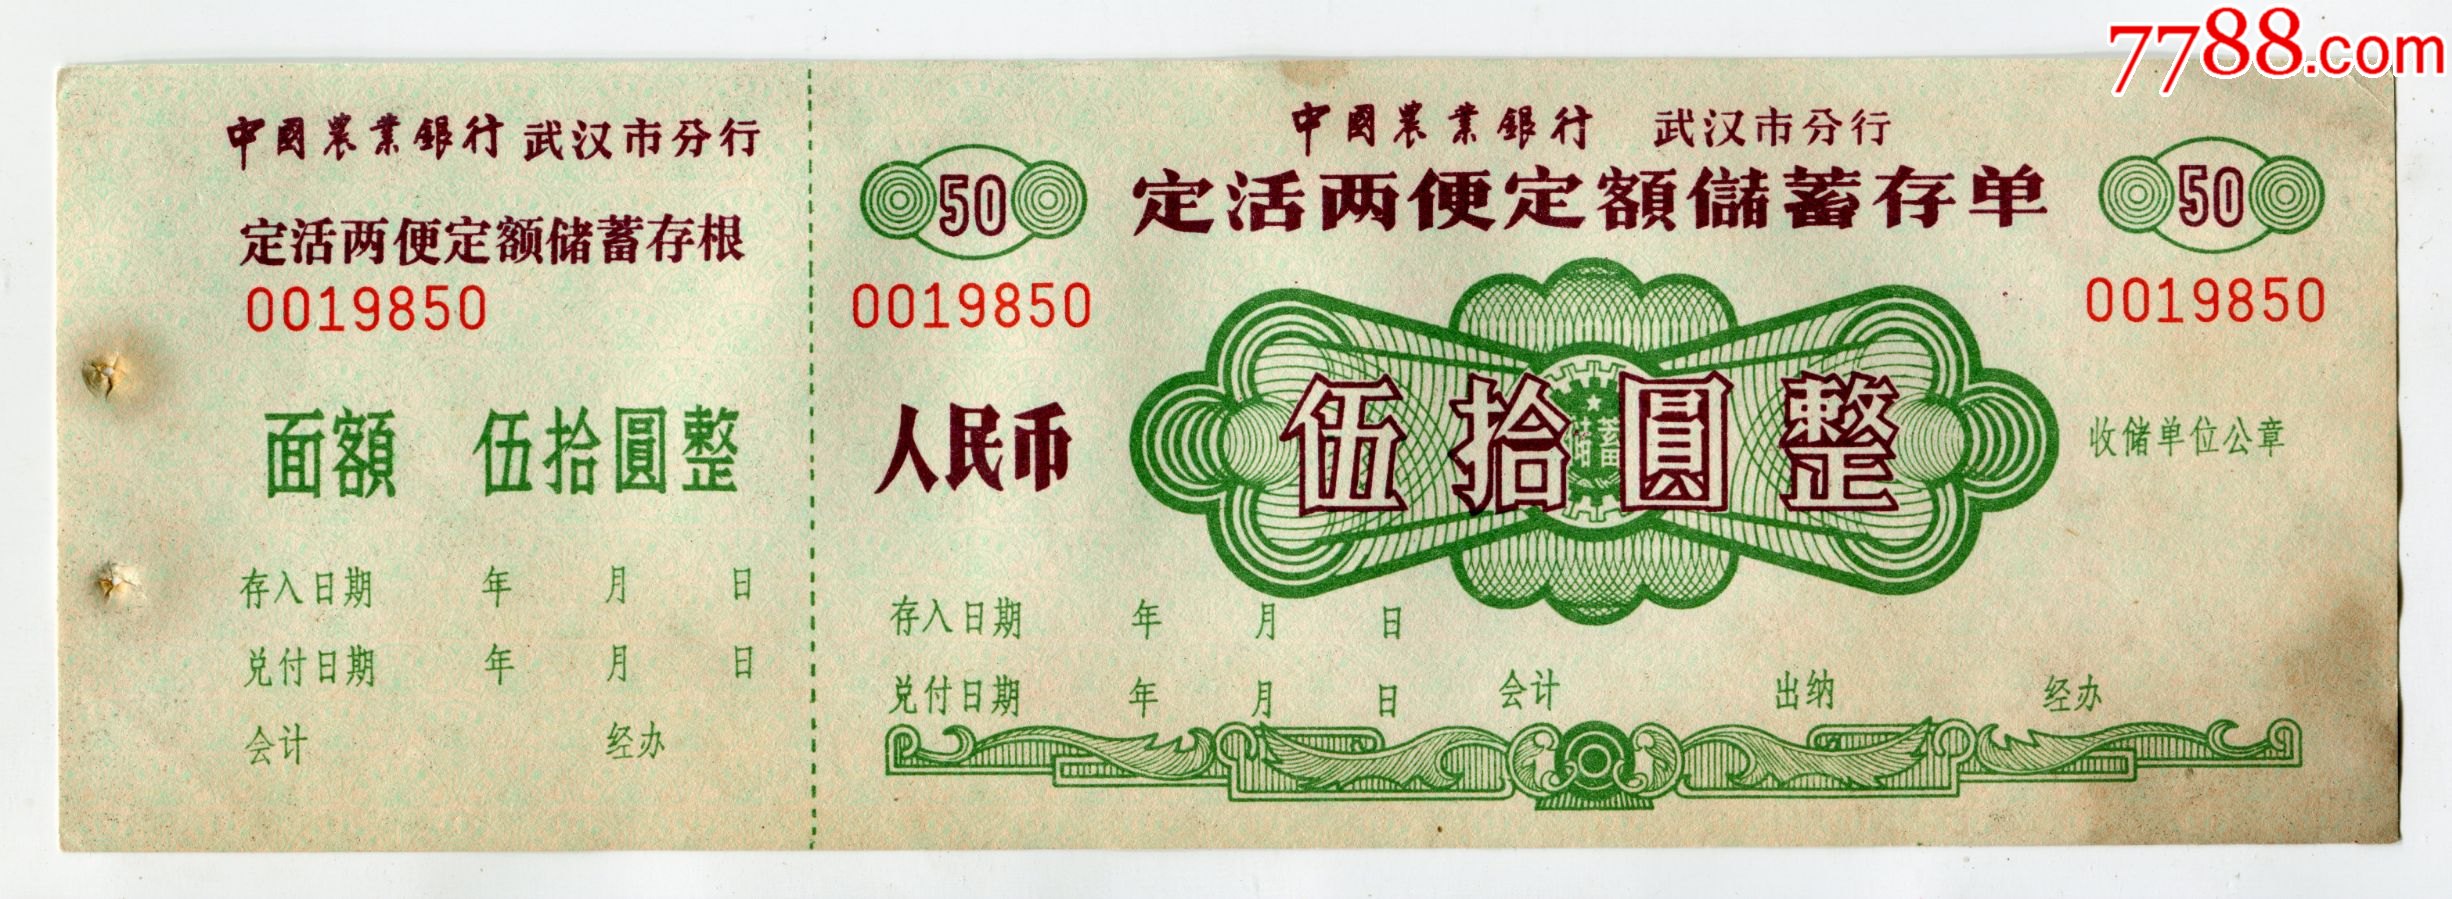 7788.com
中國農業銀行 武汉市分行
定活两便定额储蓄存根
0019850
面額 伍拾圓整
存入日期 年 月 日
兑付日期 年 月 日
会计 经办
中國農業銀行 武汉市分行
50 定活两便定額儲蓄存单 50
0019850 0019850
人民币 伍拾圓整
储蓄
收储单位公章
存入日期 年 月 日
兑付日期 年 月 日 会计 出纳 经办